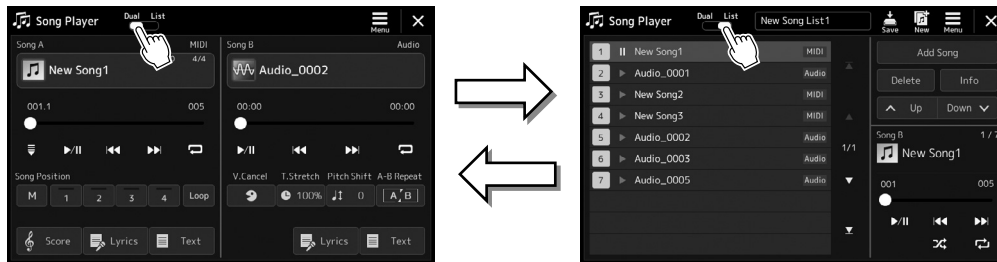 Song Player Dual List Menu
Song A MIDI
4/4
New Song1
001.1 005
Song Position
M 1 2 3 4 Loop
Score Lyrics Text
Song B Audio
Audio_0002
00:00 00:00
V.Cancel T.Stretch Pitch Shift A-B Repeat
100% 0 A B
Lyrics Text
Song Player Dual List New Song List1 Save New Menu
1 New Song1 MIDI
2 Audio_0001 Audio
3 New Song2 MIDI
4 New Song3 MIDI
5 Audio_0002 Audio
6 Audio_0003 Audio
7 Audio_0005 Audio
1/1
Add Song
Delete Info
Up Down
Song B 1 / 7
New Song1
001 005